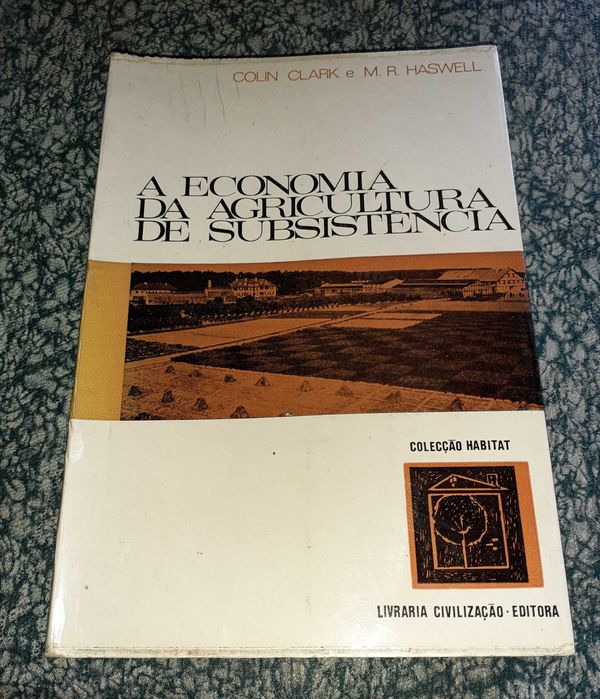 COLIN CLARK e M. R. HASWELL
A ECONOMIA
DA AGRICULTURA
DE SUBSISTÊNCIA
COLECÇÃO HABITAT
LIVRARIA CIVILIZAÇÃO · EDITORA